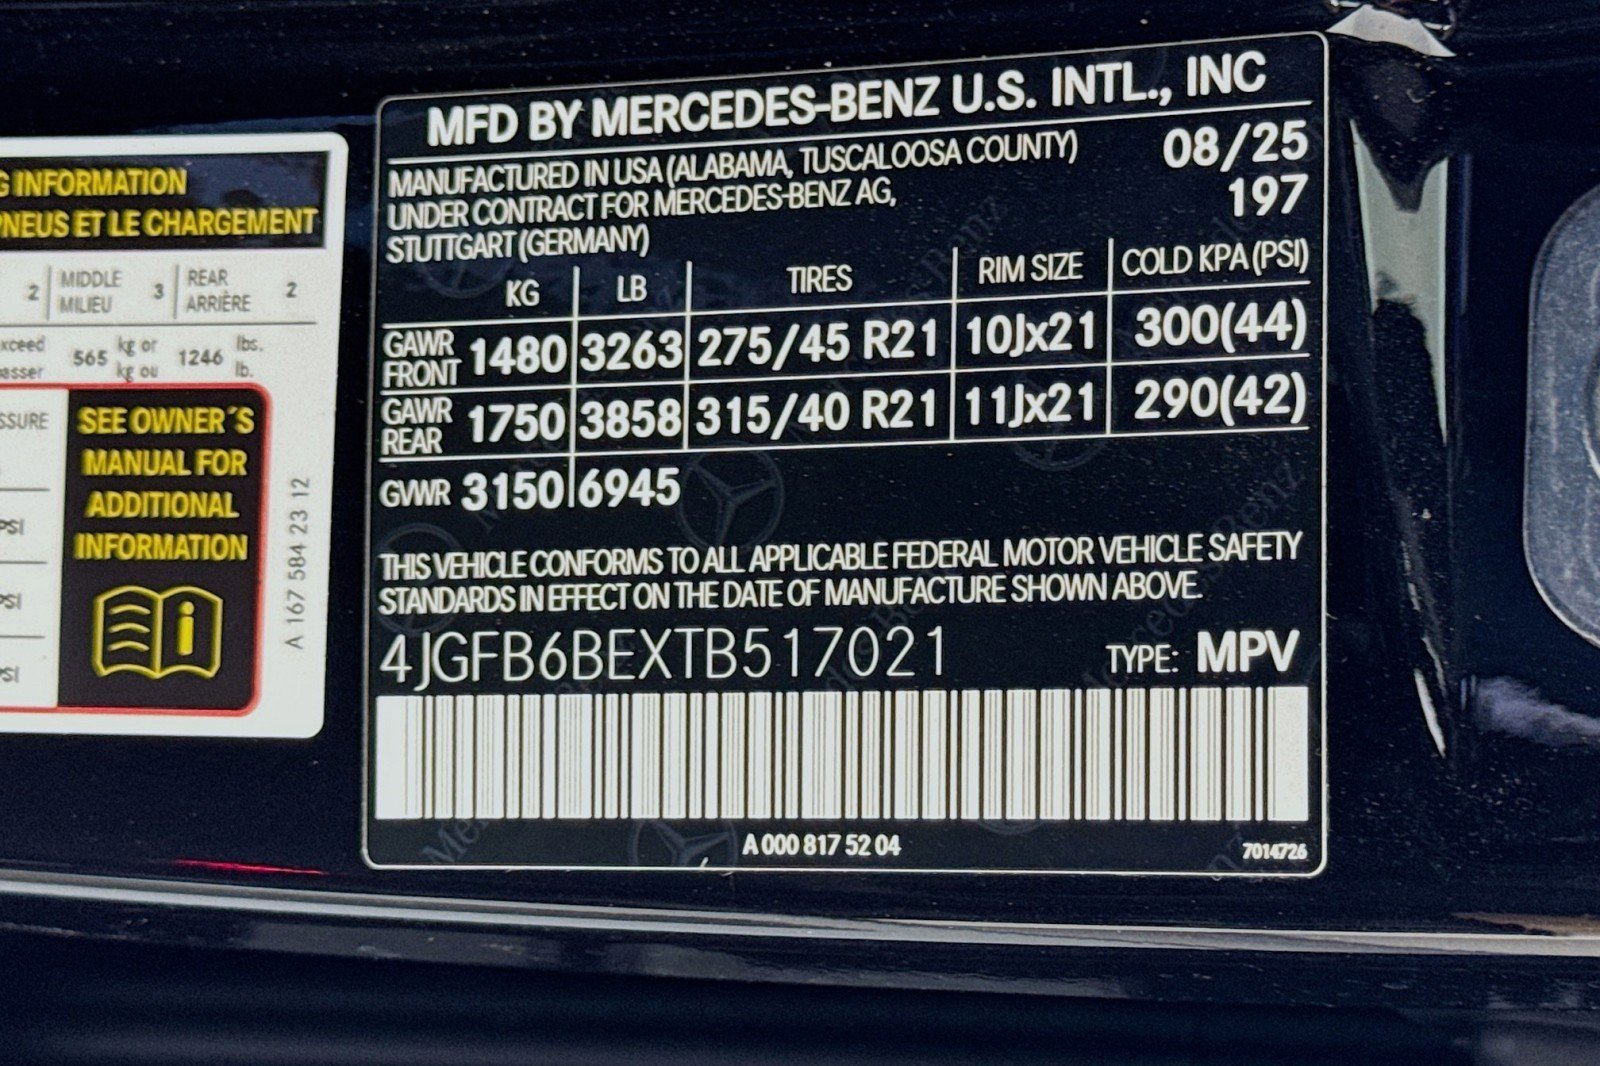 G INFORMATION
PNEUS ET LE CHARGEMENT
2 MIDDLE MILIEU 3 REAR ARRIÈRE 2
565 kg or kg ou 1246 lbs. lb.
SEE OWNER´S
MANUAL FOR
ADDITIONAL
INFORMATION
i
PSI
PSI
PSI
A 167 584 23 12
MFD BY MERCEDES-BENZ U.S. INTL., INC
MANUFACTURED IN USA (ALABAMA, TUSCALOOSA COUNTY) 08/25
UNDER CONTRACT FOR MERCEDES-BENZ AG, 197
STUTTGART (GERMANY)
KG LB TIRES RIM SIZE COLD KPA (PSI)
GAWR FRONT 1480 3263 275/45 R21 10Jx21 300(44)
GAWR REAR 1750 3858 315/40 R21 11Jx21 290(42)
GVWR 3150 6945
THIS VEHICLE CONFORMS TO ALL APPLICABLE FEDERAL MOTOR VEHICLE SAFETY
STANDARDS IN EFFECT ON THE DATE OF MANUFACTURE SHOWN ABOVE.
4JGFB6BEXTB517021 TYPE: MPV
A 000 817 52 04
7014726